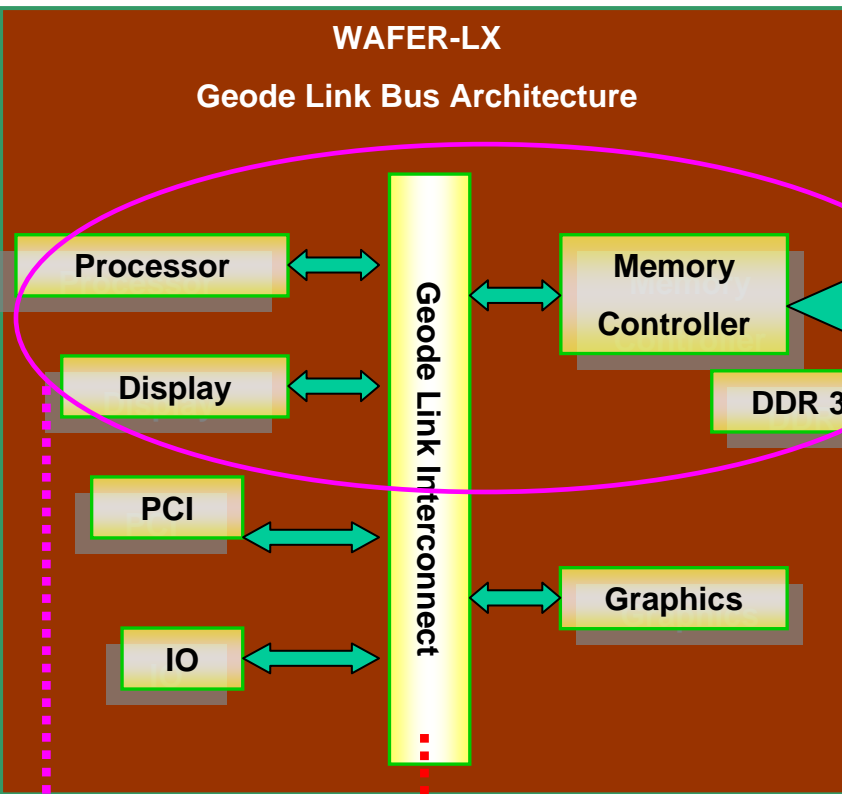 WAFER-LX
Geode Link Bus Architecture
Processor
Memory
Controller
Geode Link Interconnect
Display
DDR 3
PCI
Graphics
IO